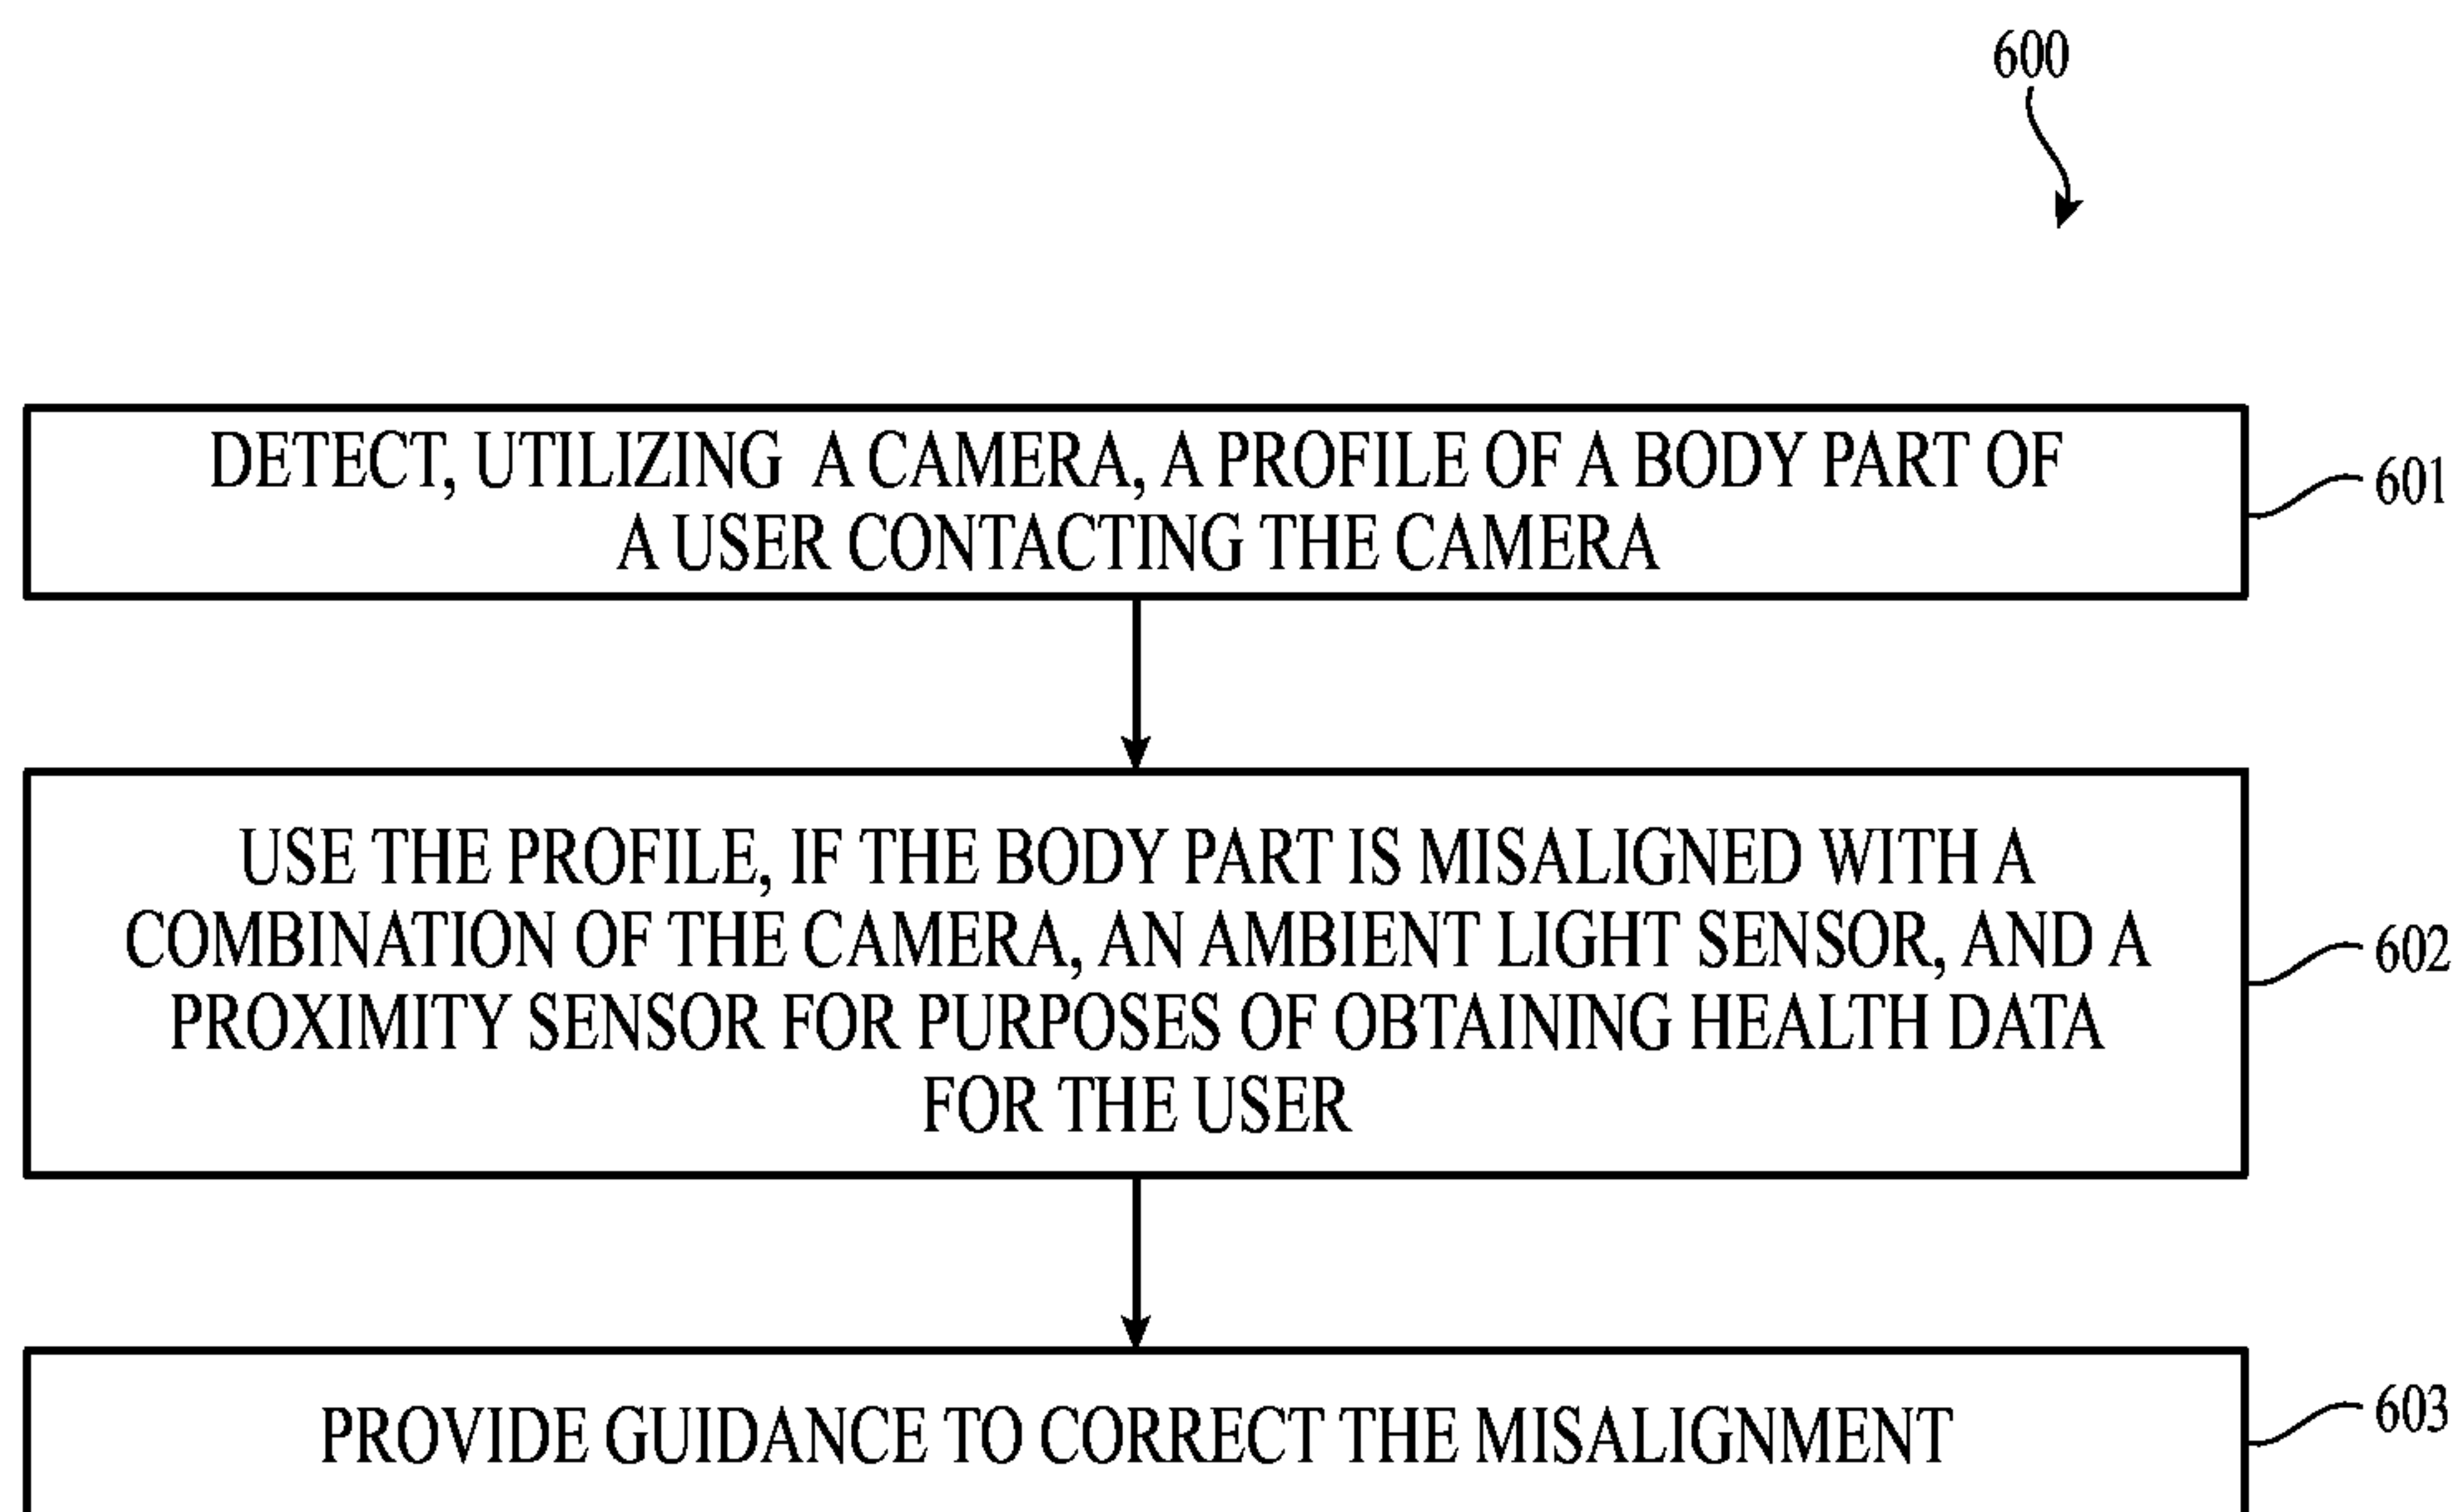 600
DETECT, UTILIZING A CAMERA, A PROFILE OF A BODY PART OF
A USER CONTACTING THE CAMERA
601
USE THE PROFILE, IF THE BODY PART IS MISALIGNED WITH A
COMBINATION OF THE CAMERA, AN AMBIENT LIGHT SENSOR, AND A
PROXIMITY SENSOR FOR PURPOSES OF OBTAINING HEALTH DATA
FOR THE USER
602
PROVIDE GUIDANCE TO CORRECT THE MISALIGNMENT
603